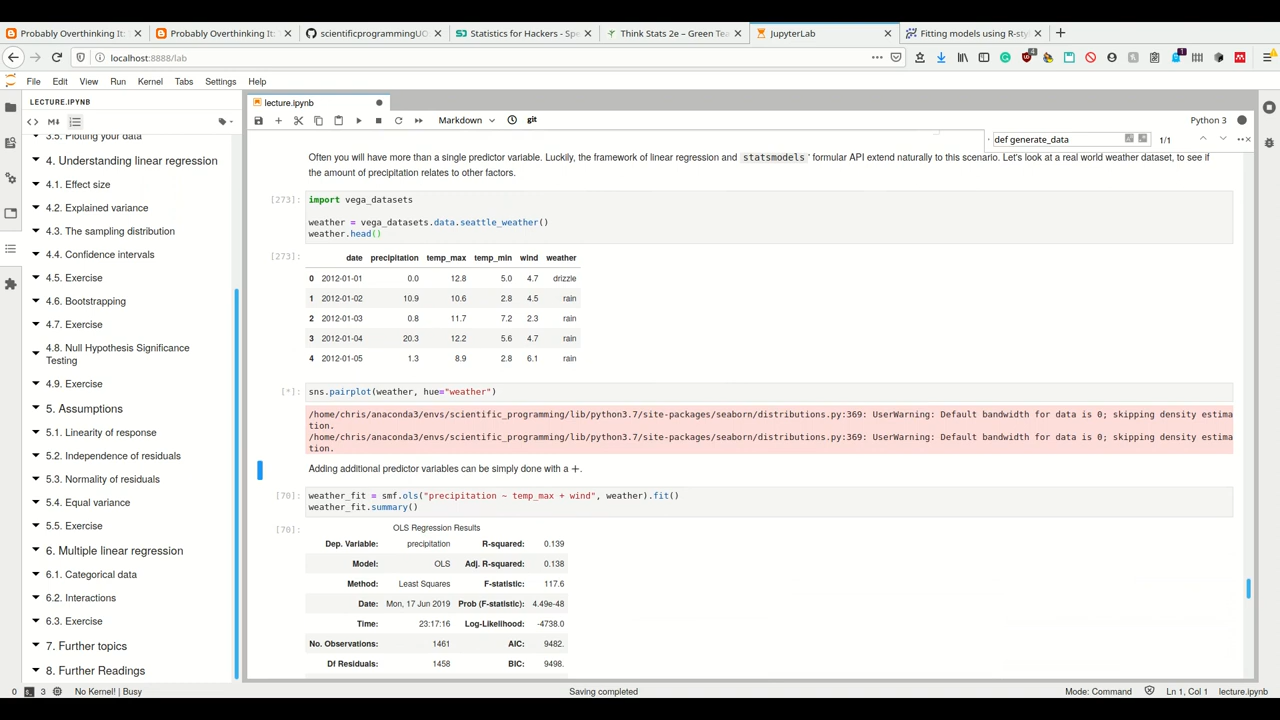 Probably Overthinking It: 
Probably Overthinking It: 
scientificprogrammingUO
Statistics for Hackers - Spe
Think Stats 2e – Green Tea
JupyterLab
Fitting models using R-sty
localhost:8888/lab
File Edit View Run Kernel Tabs Settings Help
LECTURE.IPYNB
3.5. Plotting your data
4. Understanding linear regression
4.1. Effect size
4.2. Explained variance
4.3. The sampling distribution
4.4. Confidence intervals
4.5. Exercise
4.6. Bootstrapping
4.7. Exercise
4.8. Null Hypothesis Significance
Testing
4.9. Exercise
5. Assumptions
5.1. Linearity of response
5.2. Independence of residuals
5.3. Normality of residuals
5.4. Equal variance
5.5. Exercise
6. Multiple linear regression
6.1. Categorical data
6.2. Interactions
6.3. Exercise
7. Further topics
8. Further Readings
lecture.ipynb
Markdown git Python 3
def generate_data 1/1
Often you will have more than a single predictor variable. Luckily, the framework of linear regression and statsmodels' formular API extend naturally to this scenario. Let's look at a real world weather dataset, to see
if the amount of precipitation relates to other factors.
[273]: import vega_datasets
weather = vega_datasets.data.seattle_weather()
weather.head()
[273]: date precipitation temp_max temp_min wind weather
0 2012-01-01 0.0 12.8 5.0 4.7 drizzle
1 2012-01-02 10.9 10.6 2.8 4.5 rain
2 2012-01-03 0.8 11.7 7.2 2.3 rain
3 2012-01-04 20.3 12.2 5.6 4.7 rain
4 2012-01-05 1.3 8.9 2.8 6.1 rain
[*]: sns.pairplot(weather, hue="weather")
/home/chris/anaconda3/envs/scientific_programming/lib/python3.7/site-packages/seaborn/distributions.py:369: UserWarning: Default bandwidth for data is 0; skipping density estima
tion.
/home/chris/anaconda3/envs/scientific_programming/lib/python3.7/site-packages/seaborn/distributions.py:369: UserWarning: Default bandwidth for data is 0; skipping density estima
tion.
Adding additional predictor variables can be simply done with a +.
[70]: weather_fit = smf.ols("precipitation ~ temp_max + wind", weather).fit()
weather_fit.summary()
[70]: OLS Regression Results
Dep. Variable: precipitation R-squared: 0.139
Model: OLS Adj. R-squared: 0.138
Method: Least Squares F-statistic: 117.6
Date: Mon, 17 Jun 2019 Prob (F-statistic): 4.49e-48
Time: 23:17:16 Log-Likelihood: -4738.0
No. Observations: 1461 AIC: 9482.
Df Residuals: 1458 BIC: 9498.
0 3 No Kernel! | Busy Saving completed Mode: Command Ln 1, Col 1 lecture.ipynb